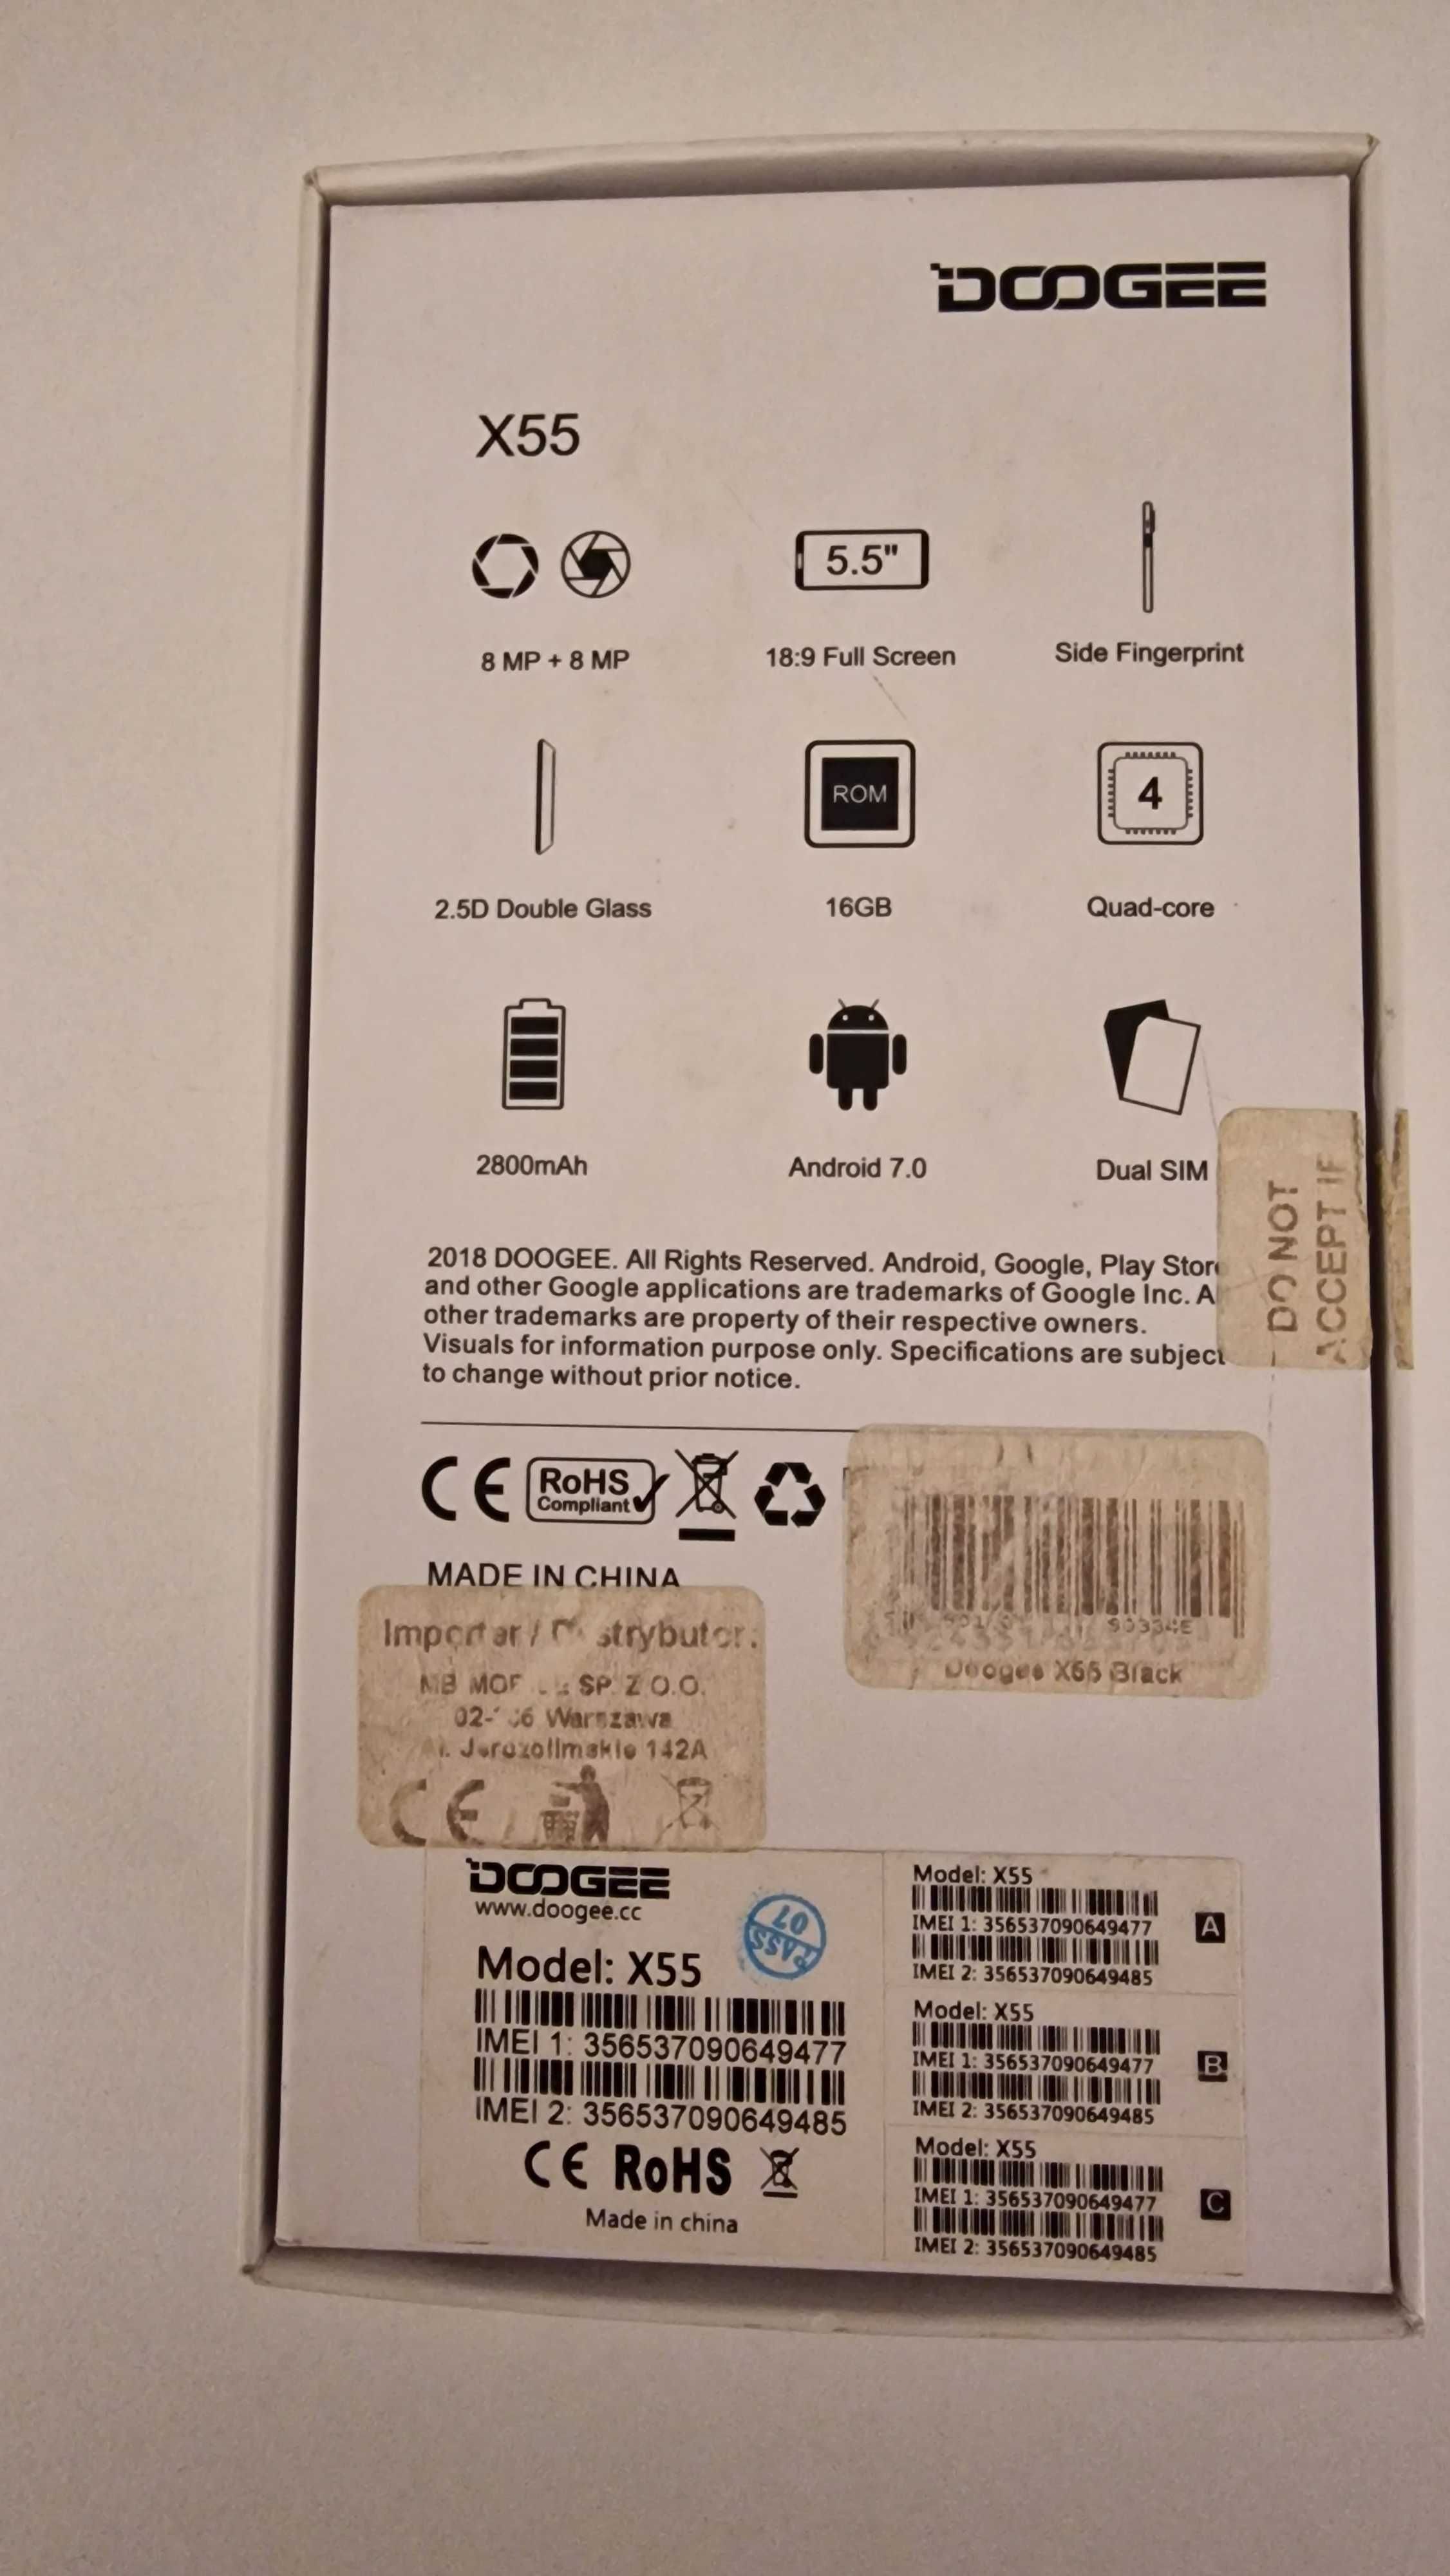 DOOGEE
X55
5.5"
8 MP + 8 MP
18:9 Full Screen
Side Fingerprint
ROM
4
2.5D Double Glass
16GB
Quad-core
2800mAh
Android 7.0
Dual SIM
DO NOT
ACCEPT IF
2018 DOOGEE. All Rights Reserved. Android, Google, Play
and other Google applications are trademarks of Google Inc.
other trademarks are property of their respective owners.
Visuals for information purpose only. Specifications are subject
to change without prior notice.
CE RoHS
Compliant
MADE IN CHINA
Importer /
SP. Z O.O.
Warszawa
Jerozolimskie 142A
CE
Doogee X55 Black
DOOGEE
www.doogee.cc
PASS
07
Model: X55
IMEI 1: 356537090649477
IMEI 2: 356537090649485
CE RoHS
Made in china
Model: X55
IMEI 1: 356537090649477
A
IMEI 2: 356537090649485
Model: X55
IMEI 1: 356537090649477
B
IMEI 2: 356537090649485
Model: X55
IMEI 1: 356537090649477
C
IMEI 2: 356537090649485